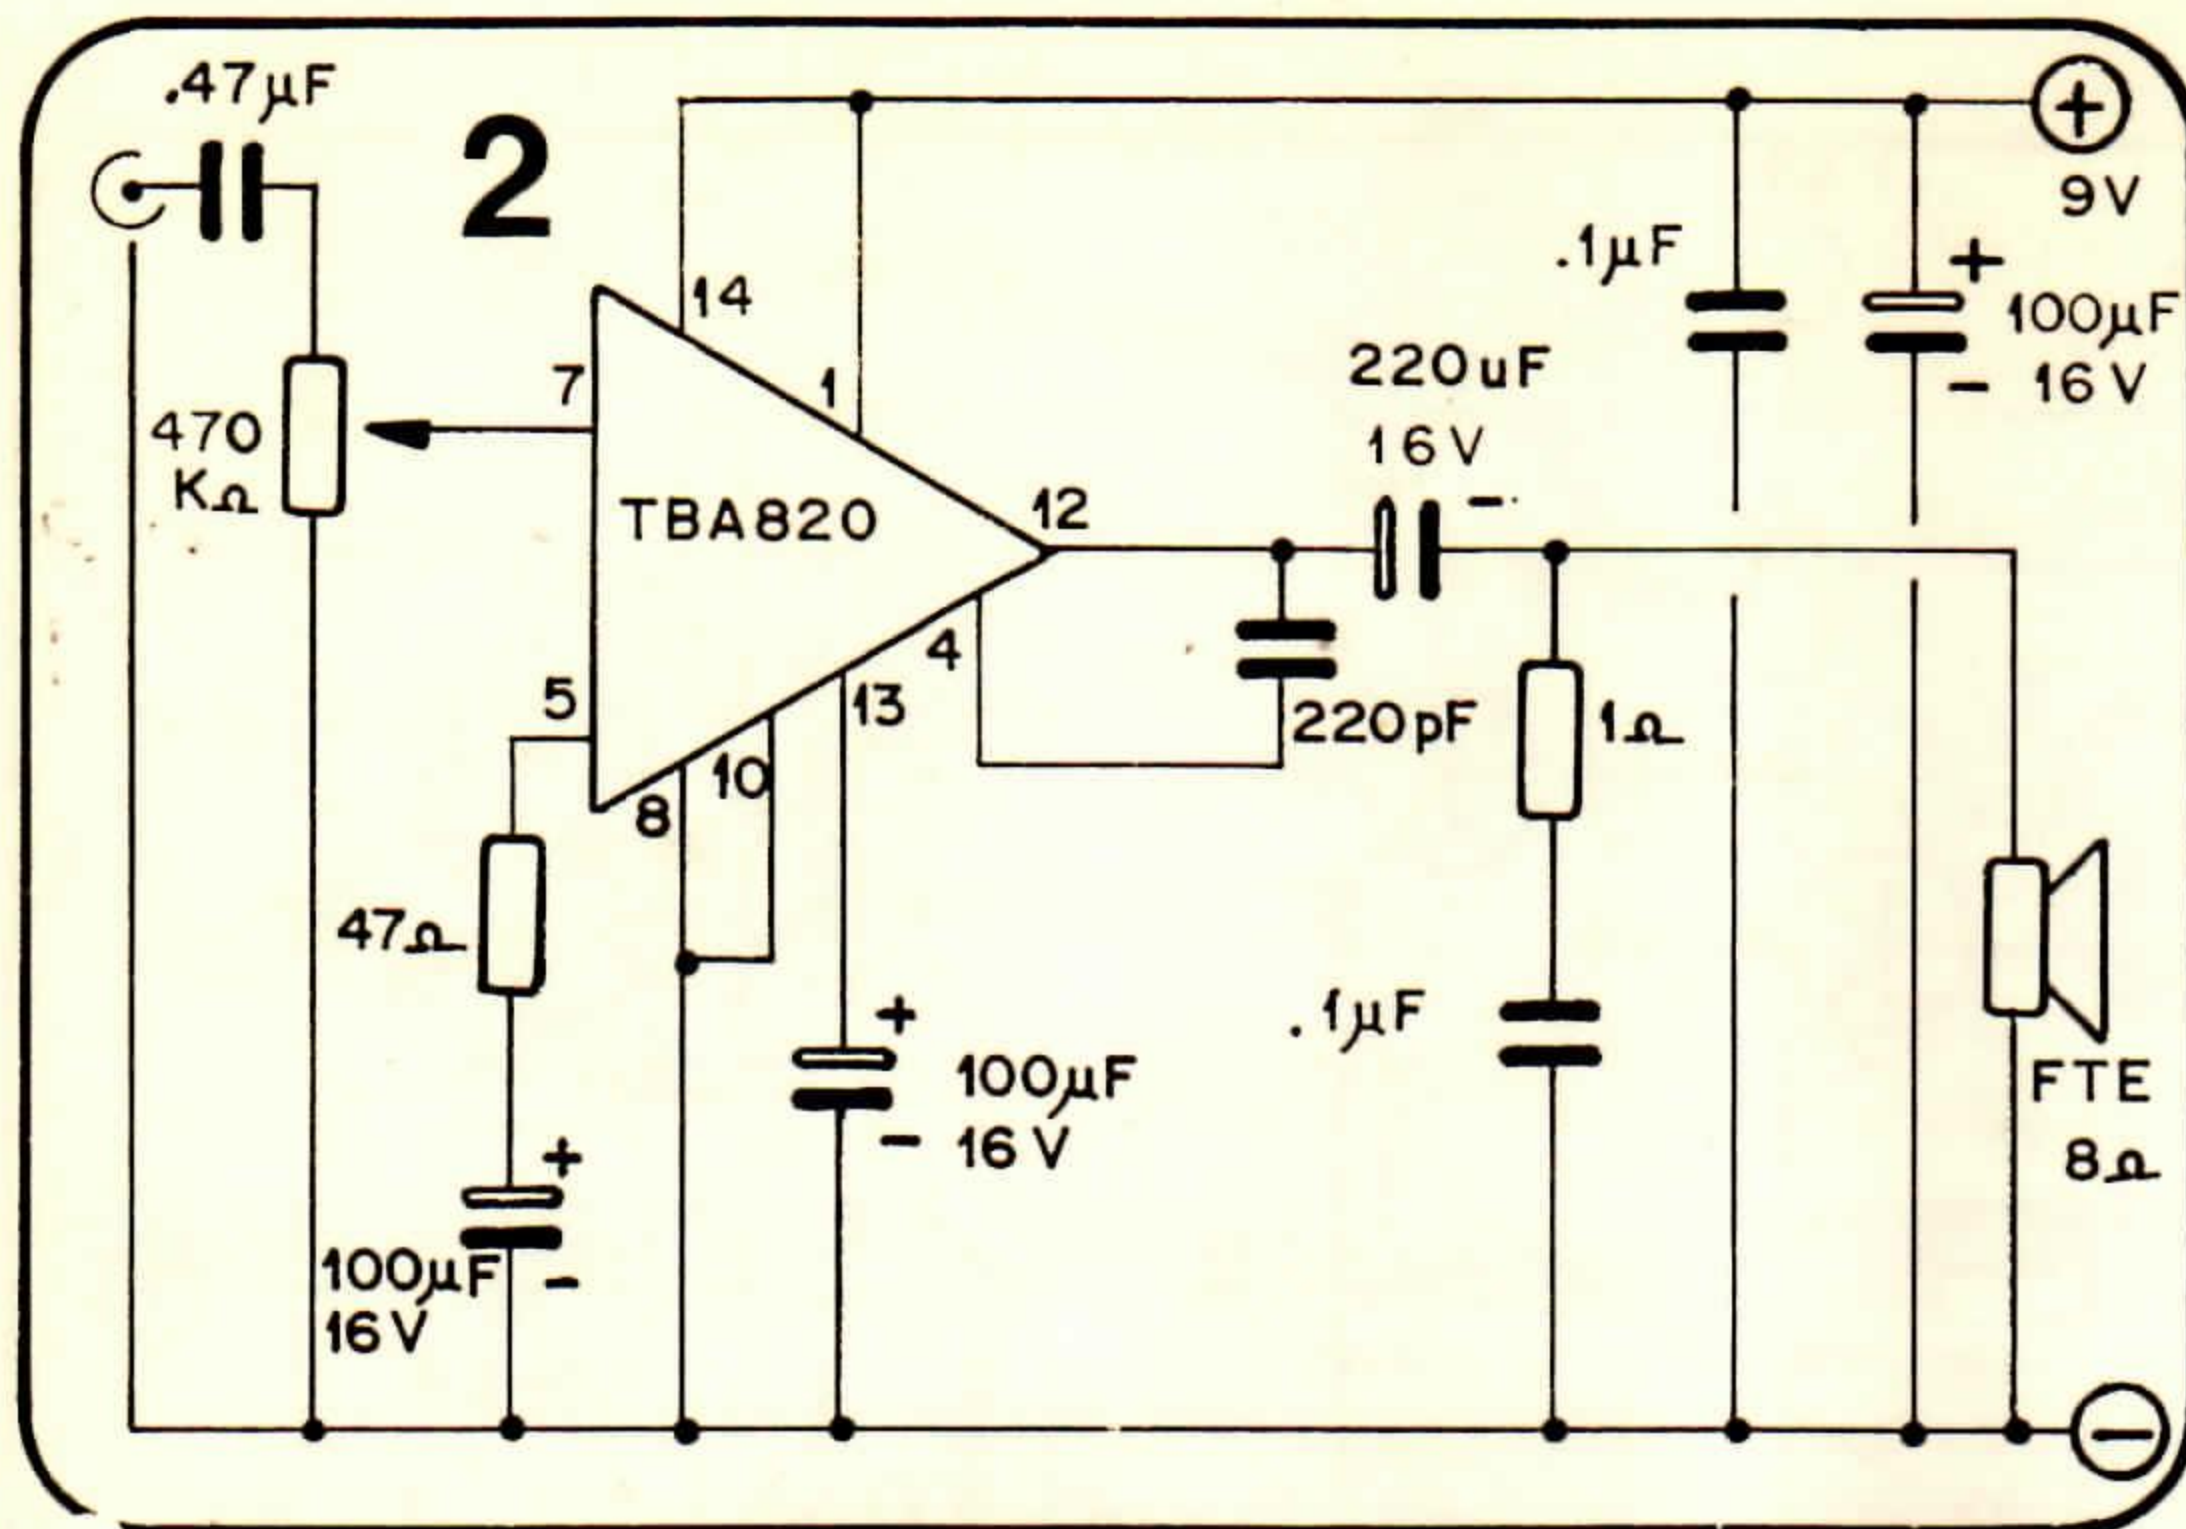 .47µF
2
+
9V
14
.1µF
+
100µF
- 16V
7
1
220uF
16V
-
470
KΩ
TBA820
12
4
5
13
220pF
1Ω
10
8
47Ω
+
100µF
- 16V
.1µF
FTE
8Ω
+
100µF
-
16V
-